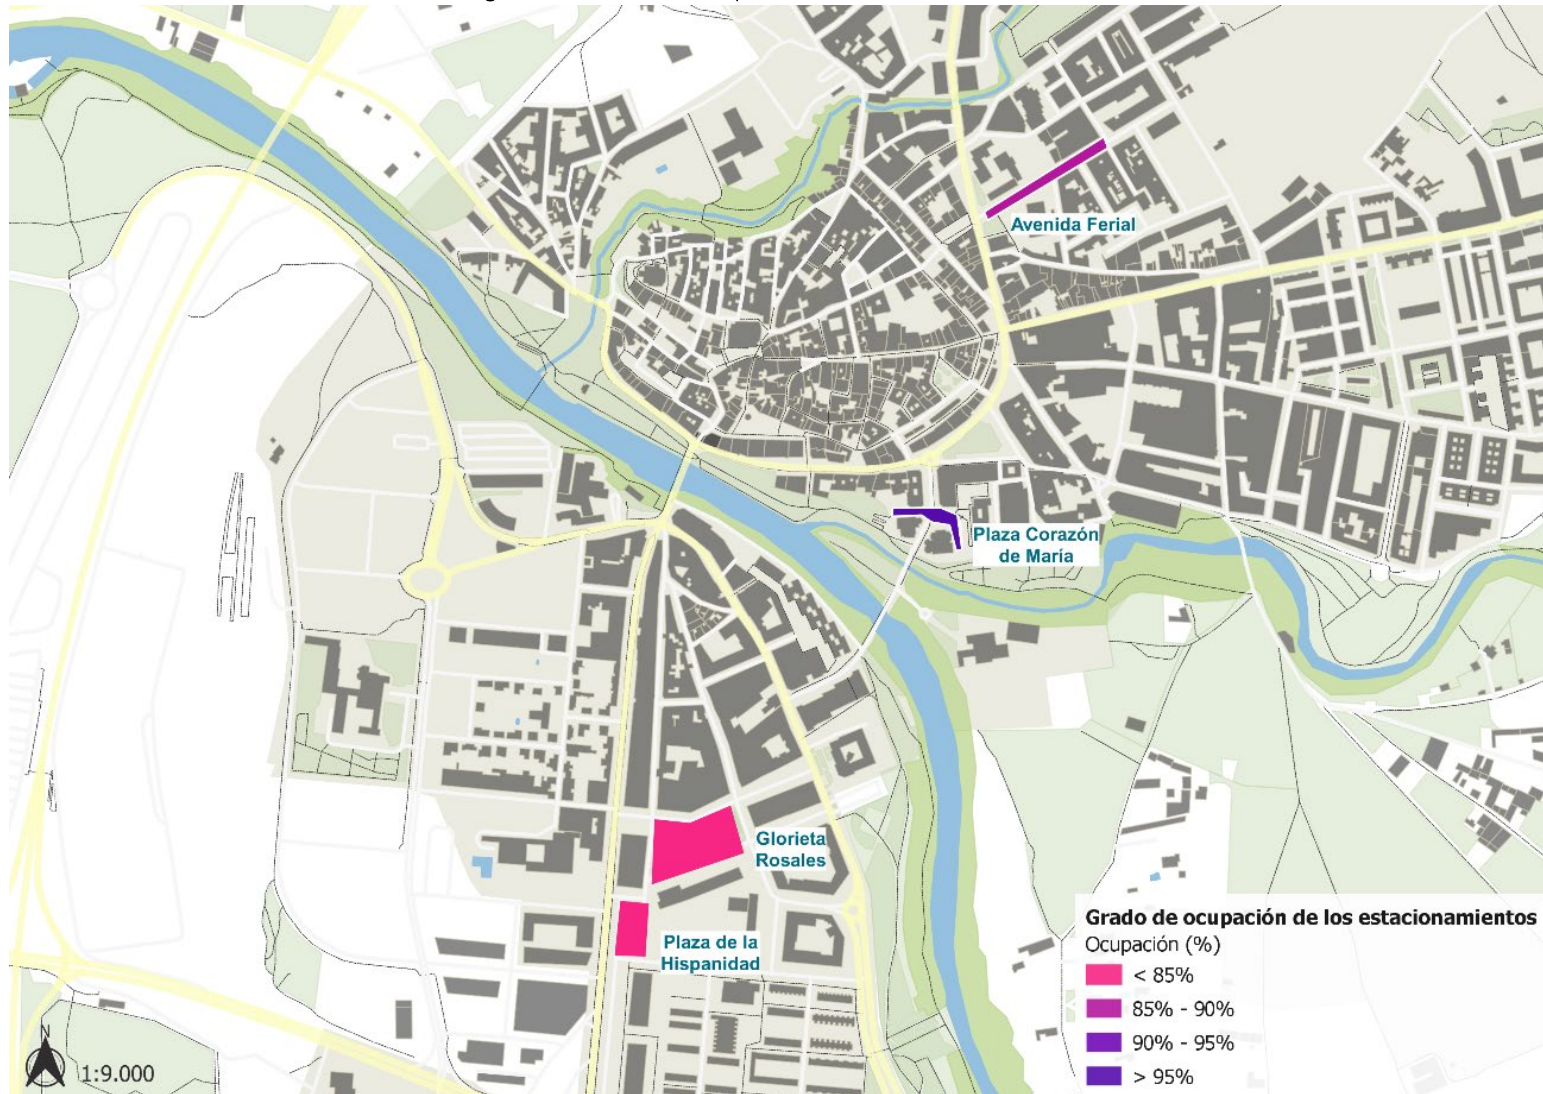 Avenida Ferial
Plaza Corazón
de María
Glorieta
Rosales
Plaza de la
Hispanidad
Grado de ocupación de los estacionamientos
Ocupación (%)
< 85%
85% - 90%
90% - 95%
> 95%
N
1:9.000